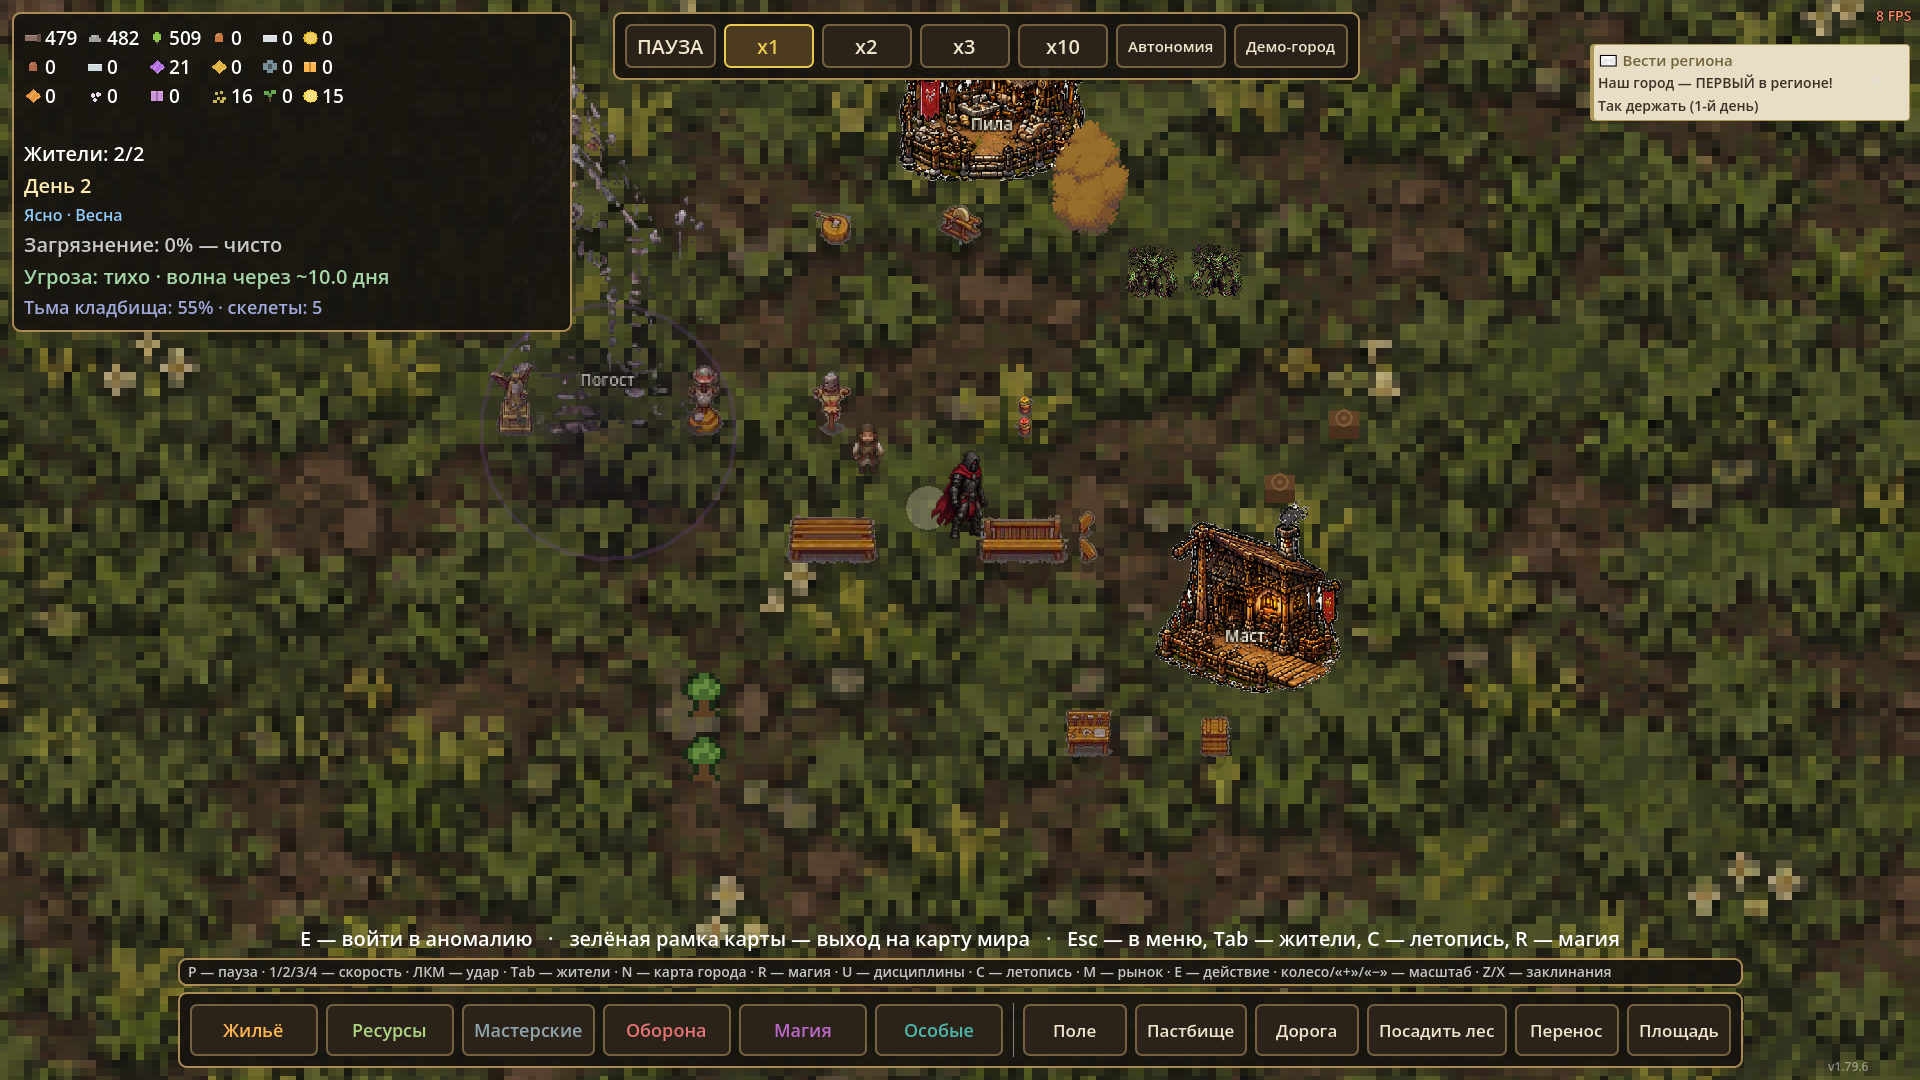 479 482 509 0 0 0
0 0 21 0 0 0
0 0 0 16 0 15
Жители: 2/2
День 2
Ясно · Весна
Загрязнение: 0% — чисто
Угроза: тихо · волна через ~10.0 дня
Тьма кладбища: 55% · скелеты: 5
ПАУЗА x1 x2 x3 x10 Автономия Демо-город
8 FPS
Вести региона
Наш город — ПЕРВЫЙ в регионе!
Так держать (1-й день)
Пила
Погост
Маст
E — войти в аномалию · зелёная рамка карты — выход на карту мира · Esc — в меню, Tab — жители, C — летопись, R — магия
P — пауза · 1/2/3/4 — скорость · ЛКМ — удар · Tab — жители · N — карта города · R — магия · U — дисциплины · C — летопись · M — рынок · E — действие · колесо/«+»/«−» — масштаб · Z/X — заклинания
Жильё Ресурсы Мастерские Оборона Магия Особые Поле Пастбище Дорога Посадить лес Перенос Площадь
v1.79.6